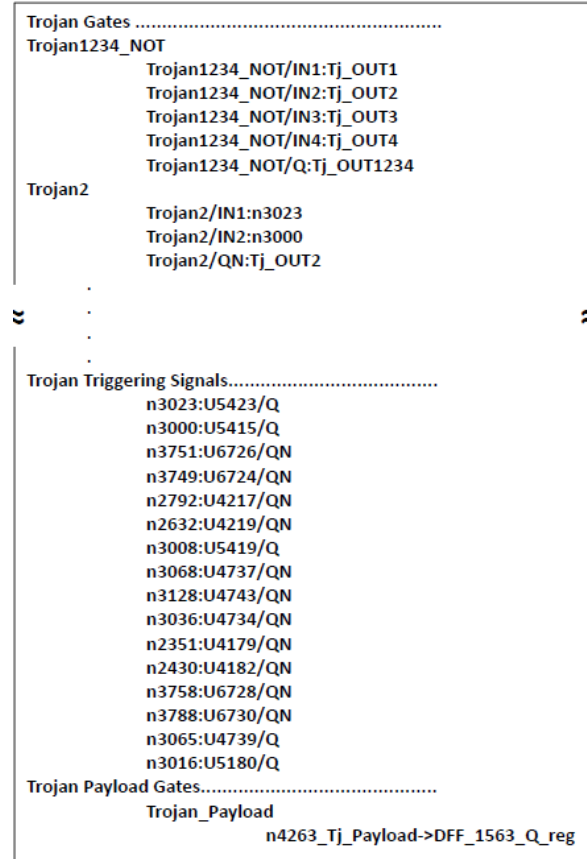 Trojan Gates ..........................................................
Trojan1234_NOT
Trojan1234_NOT/IN1:Tj_OUT1
Trojan1234_NOT/IN2:Tj_OUT2
Trojan1234_NOT/IN3:Tj_OUT3
Trojan1234_NOT/IN4:Tj_OUT4
Trojan1234_NOT/Q:Tj_OUT1234
Trojan2
Trojan2/IN1:n3023
Trojan2/IN2:n3000
Trojan2/QN:Tj_OUT2
.
.
.
.
Trojan Triggering Signals........................................
n3023:U5423/Q
n3000:U5415/Q
n3751:U6726/QN
n3749:U6724/QN
n2792:U4217/QN
n2632:U4219/QN
n3008:U5419/Q
n3068:U4737/QN
n3128:U4743/QN
n3036:U4734/QN
n2351:U4179/QN
n2430:U4182/QN
n3758:U6728/QN
n3788:U6730/QN
n3065:U4739/Q
n3016:U5180/Q
Trojan Payload Gates.............................................
Trojan_Payload
n4263_Tj_Payload->DFF_1563_Q_reg